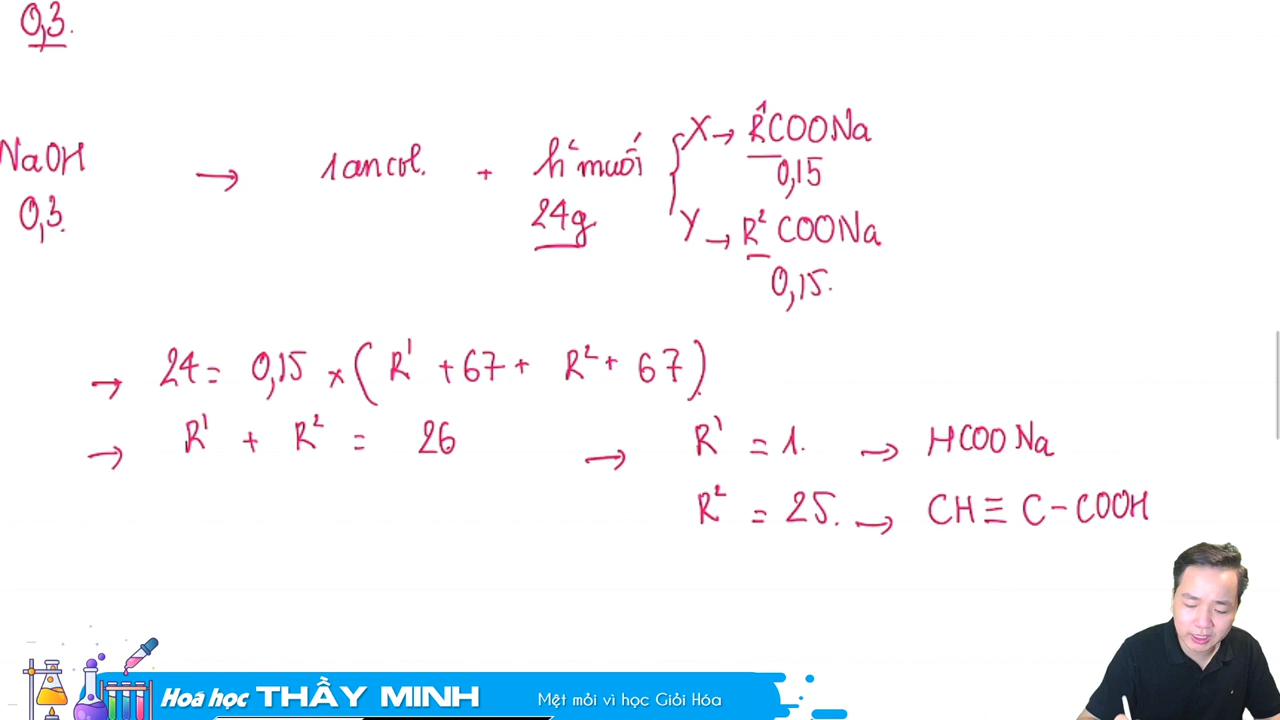 0,3.
NaOH → 1 ancol. + h² muối { X → R¹COONa
0,3. 24g 0,15
Y → R² COONa
0,15.
→ 24 = 0,15 × ( R¹ + 67 + R² + 67 )
→ R¹ + R² = 26 → R¹ = 1. → HCOONa
R² = 25. → CH ≡ C - COOH
Hoá học THẦY MINH Mệt mỏi vì học Giỏi Hóa